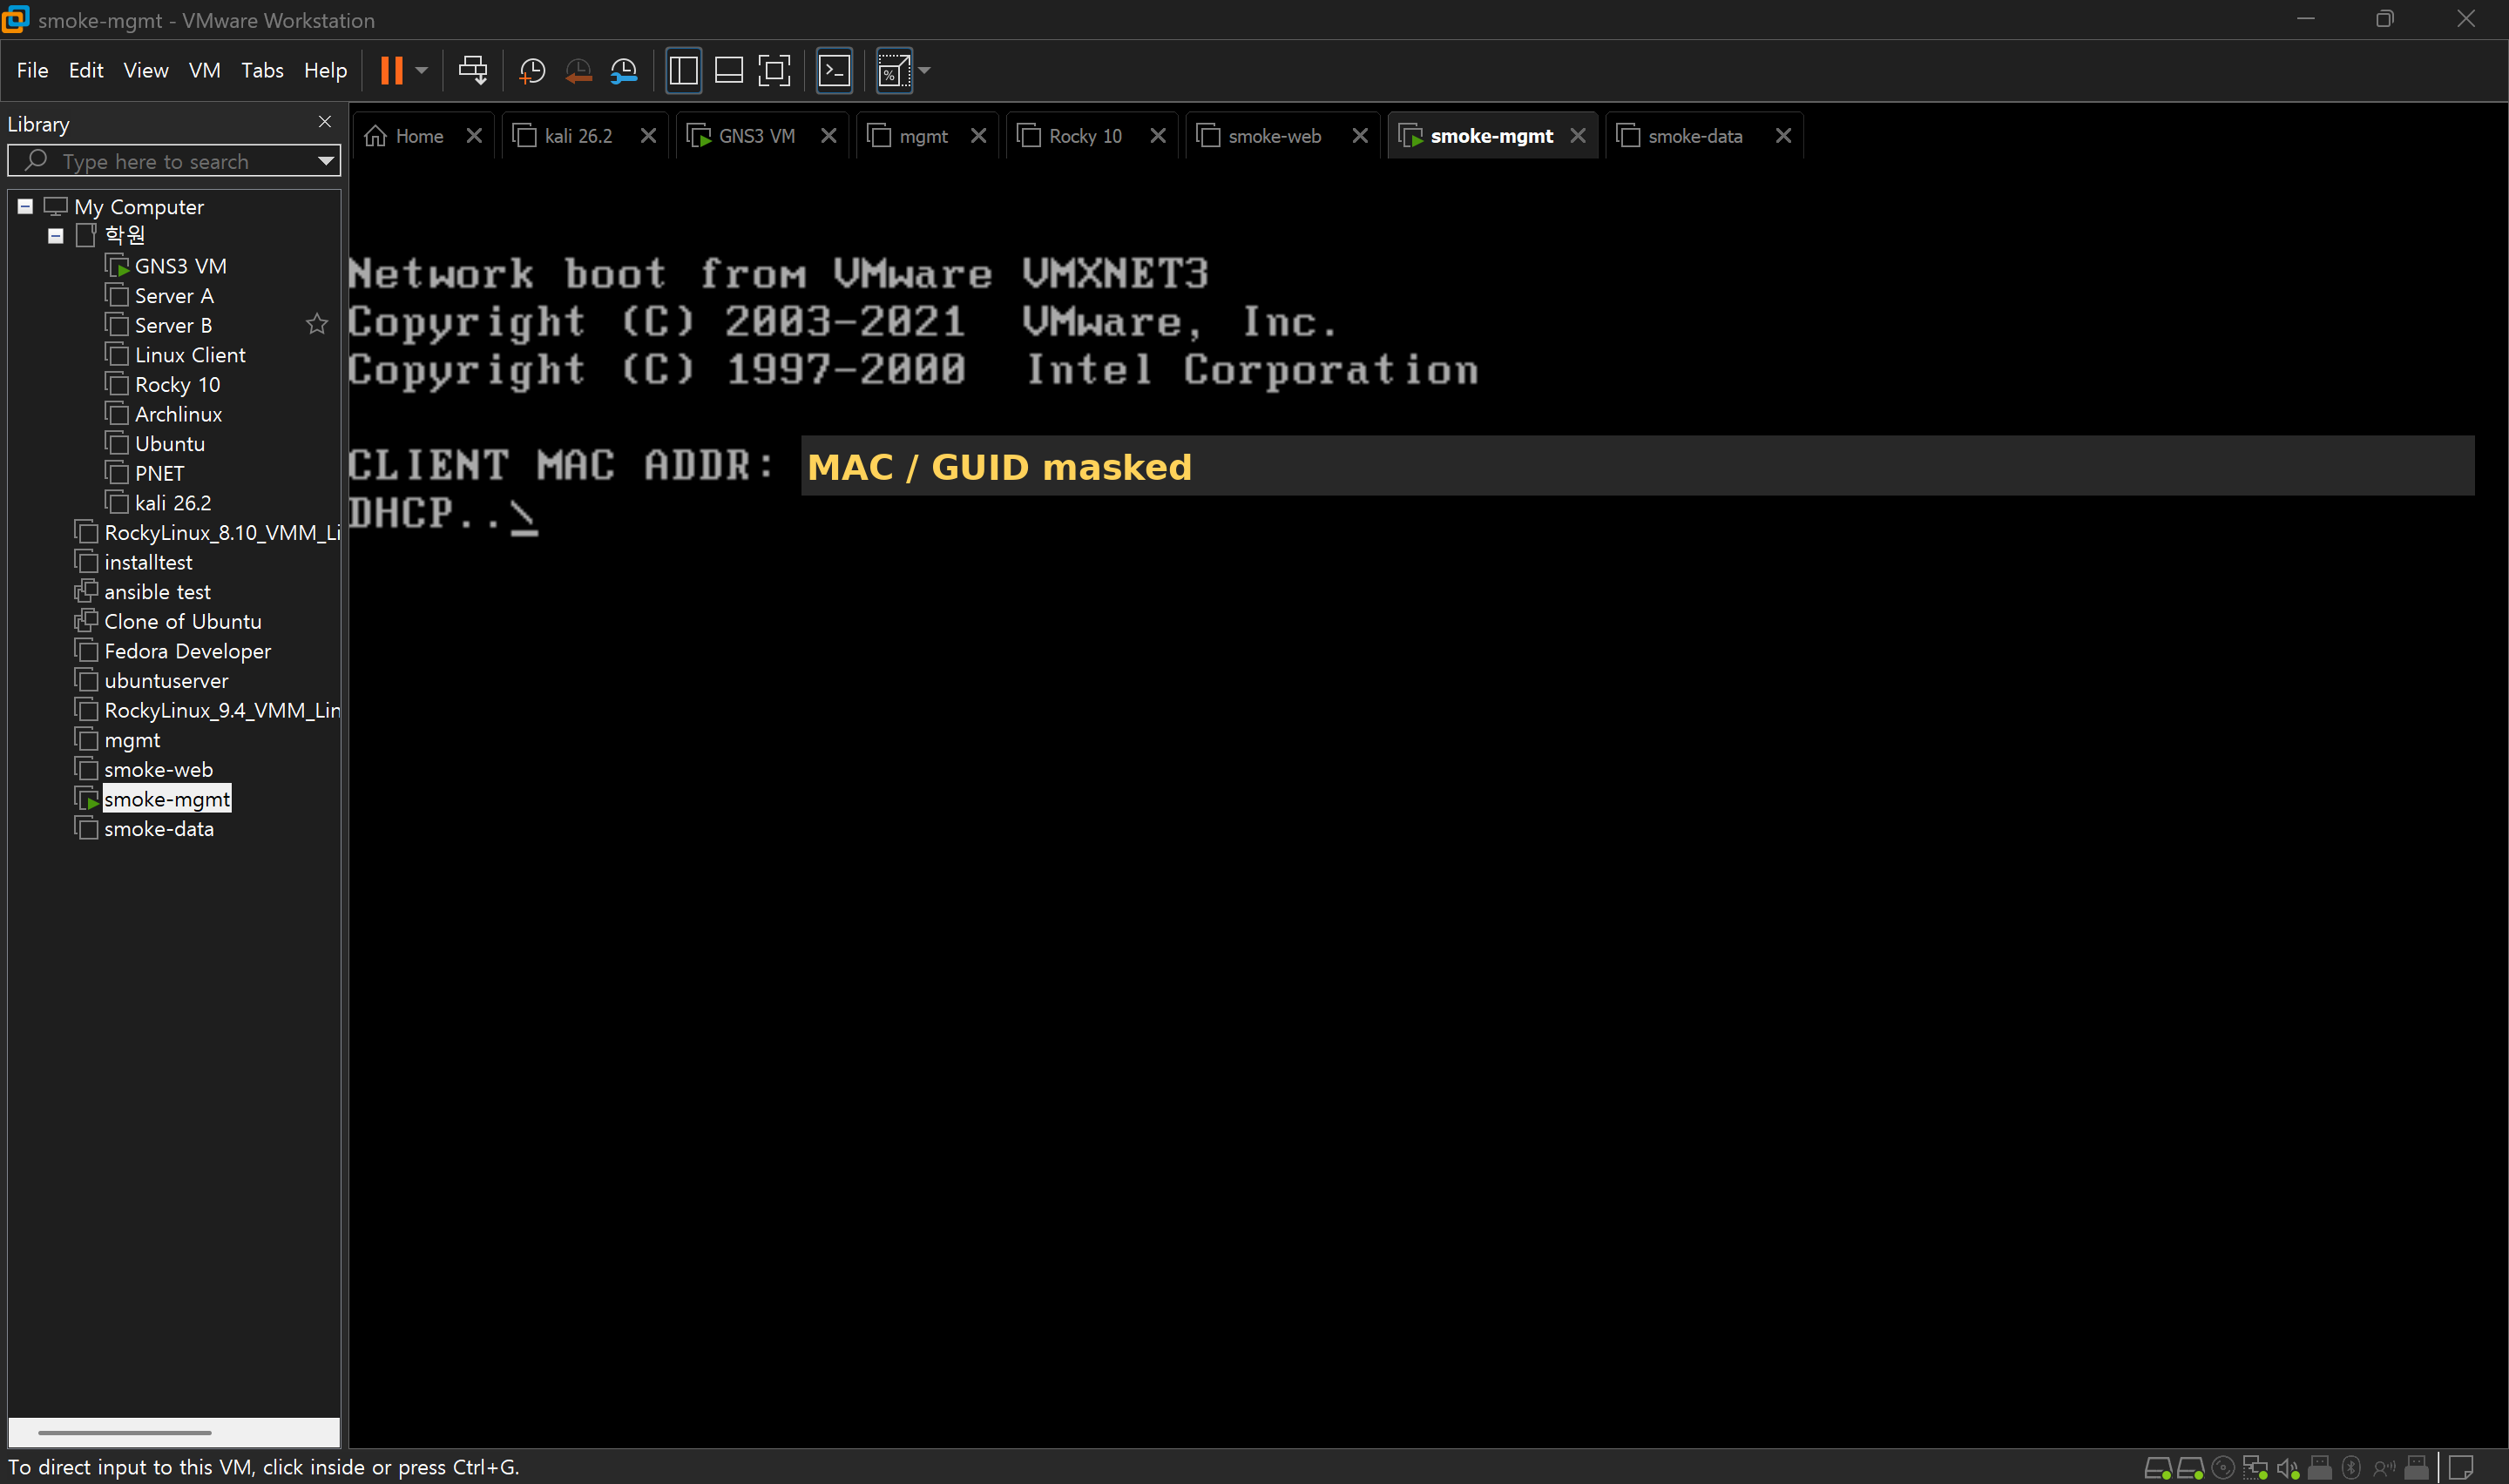 smoke-mgmt - VMware Workstation
File Edit View VM Tabs Help
Library
Type here to search
Home
kali 26.2
GNS3 VM
mgmt
Rocky 10
smoke-web
smoke-mgmt
smoke-data
My Computer
학원
GNS3 VM
Server A
Server B
Linux Client
Rocky 10
Archlinux
Ubuntu
PNET
kali 26.2
RockyLinux_8.10_VMM_Li
installtest
ansible test
Clone of Ubuntu
Fedora Developer
ubuntuserver
RockyLinux_9.4_VMM_Lin
mgmt
smoke-web
smoke-mgmt
smoke-data
Network boot from VMware VMXNET3
Copyright (C) 2003-2021 VMware, Inc.
Copyright (C) 1997-2000 Intel Corporation
CLIENT MAC ADDR: MAC / GUID masked
DHCP..\
To direct input to this VM, click inside or press Ctrl+G.